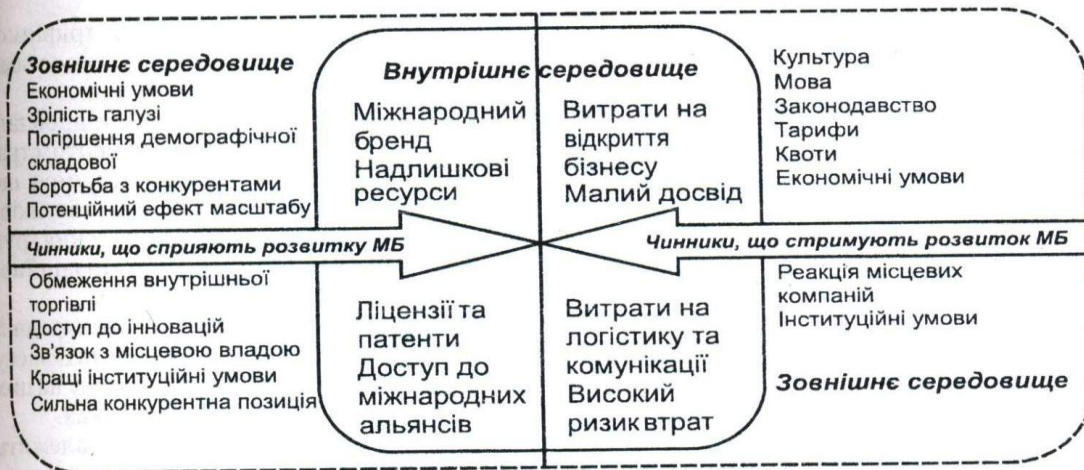 Зовнішнє середовище
Економічні умови
Зрілість галузі
Погіршення демографічної
складової
Боротьба з конкурентами
Потенційний ефект масштабу
Внутрішнє середовище
Міжнародний
бренд
Надлишкові
ресурси
Витрати на
відкриття
бізнесу
Малий досвід
Культура
Мова
Законодавство
Тарифи
Квоти
Економічні умови
Чинники, що сприяють розвитку МБ
Чинники, що стримують розвиток МБ
Обмеження внутрішньої
торгівлі
Доступ до інновацій
Зв'язок з місцевою владою
Кращі інституційні умови
Сильна конкурентна позиція
Ліцензії та
патенти
Доступ до
міжнародних
альянсів
Витрати на
логістику та
комунікації
Високий
ризик втрат
Реакція місцевих
компаній
Інституційні умови
Зовнішнє середовище